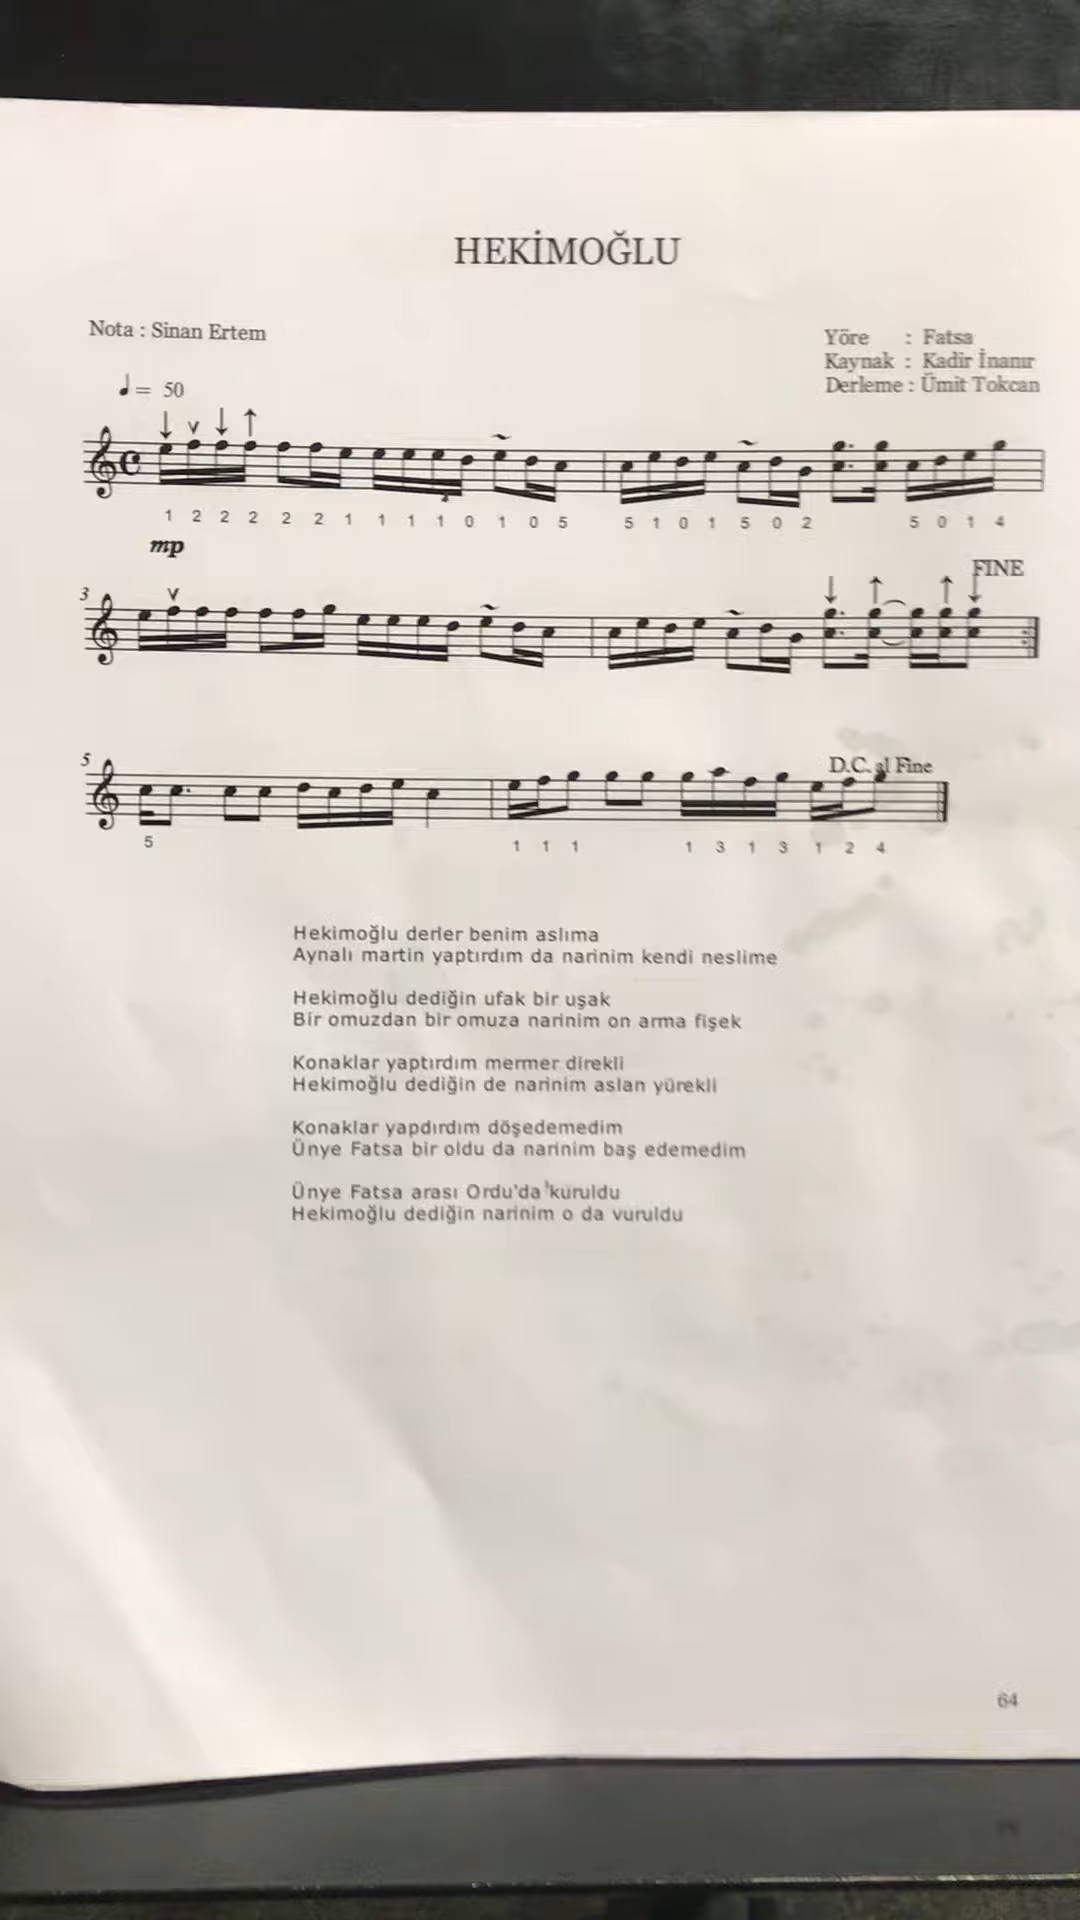 HEKİMOĞLU
Nota : Sinan Ertem
Yöre : Fatsa
Kaynak : Kadir İnanır
Derleme : Ümit Tokcan
= 50
1 2 2 2 2 2 1 1 1 1 0 1 0 5 5 1 0 1 5 0 2 5 0 1 4
mp
FINE
3
5
D.C. al Fine
5 1 1 1 1 3 1 3 1 2 4
Hekimoğlu derler benim aslıma
Aynalı martin yaptırdım da narinim kendi neslime
Hekimoğlu dediğin ufak bir uşak
Bir omuzdan bir omuza narinim on arma fişek
Konaklar yaptırdım mermer direkli
Hekimoğlu dediğin de narinim aslan yürekli
Konaklar yapdırdım döşedemedim
Ünye Fatsa bir oldu da narinim baş edemedim
Ünye Fatsa arası Ordu'da kuruldu
Hekimoğlu dediğin narinim o da vuruldu
64